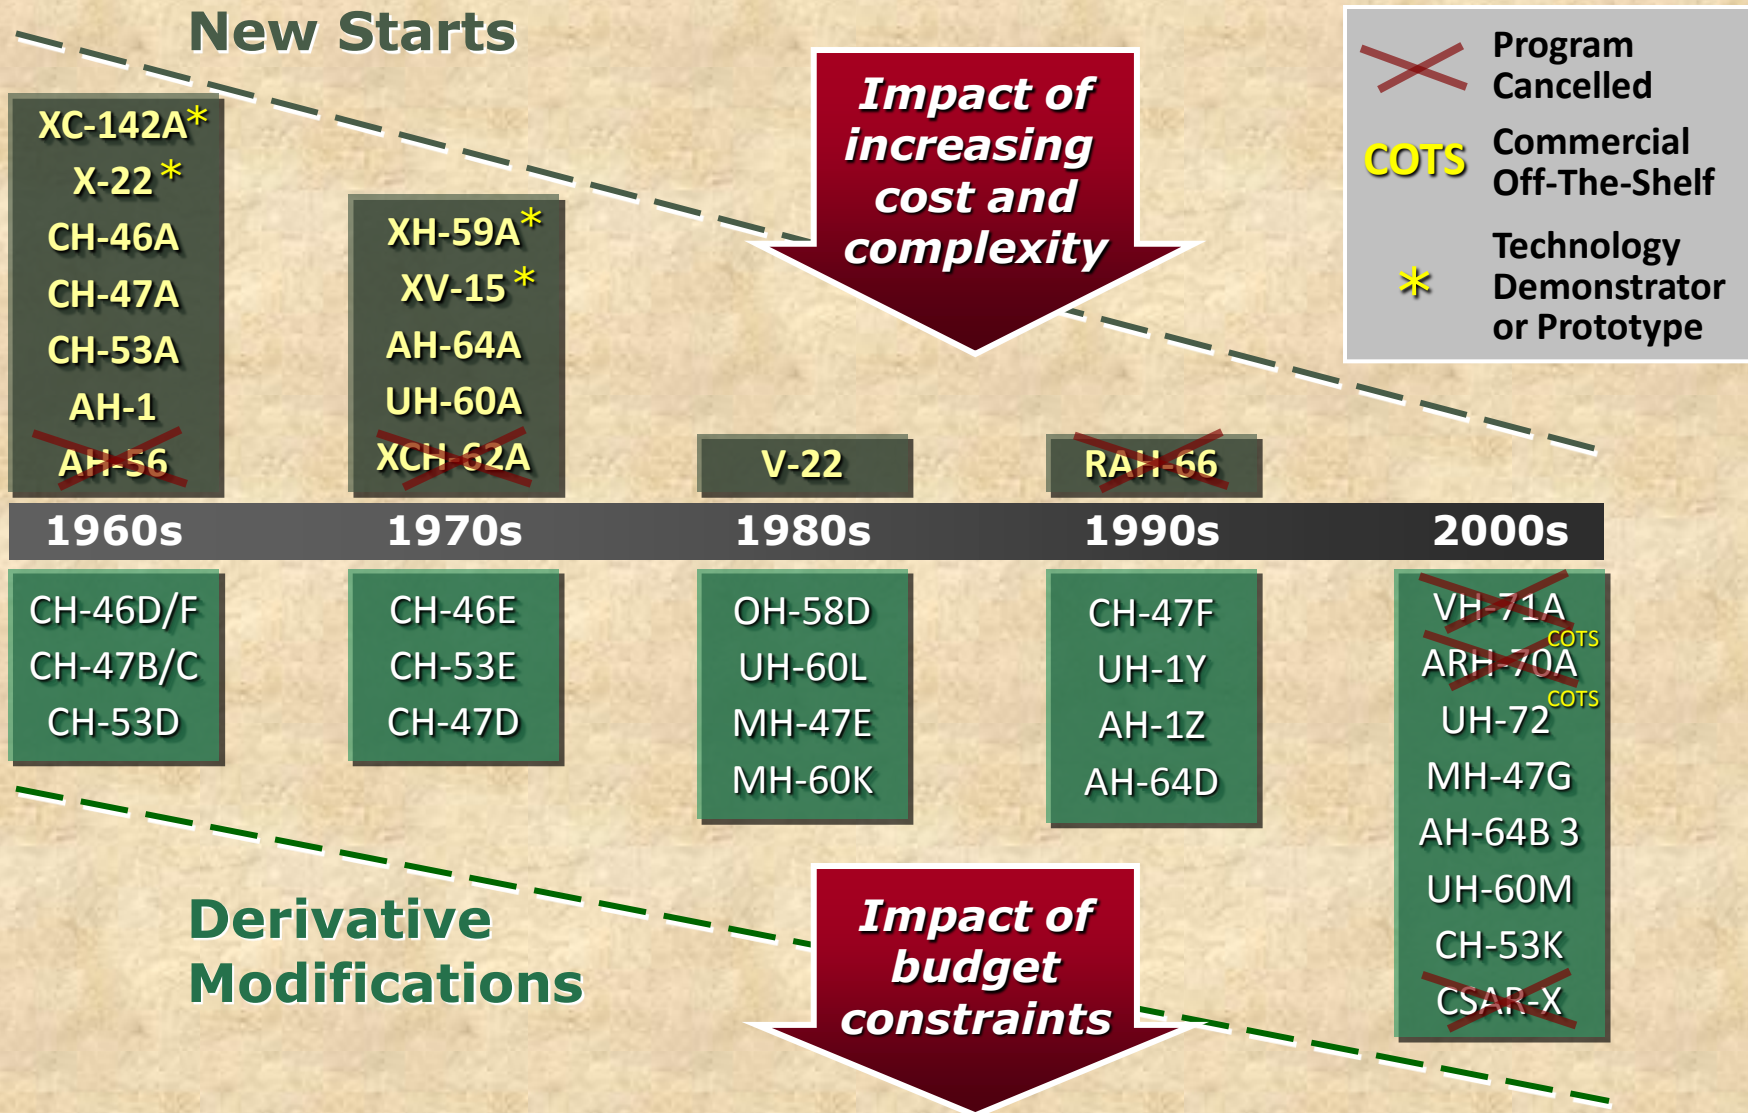 New Starts
Impact of
increasing
cost and
complexity
Program
Cancelled
COTS
Commercial
Off-The-Shelf
*
Technology
Demonstrator
or Prototype
XC-142A*
X-22*
CH-46A
CH-47A
CH-53A
AH-1
AH-56
XH-59A*
XV-15*
AH-64A
UH-60A
XCH-62A
V-22
RAH-66
1960s 1970s 1980s 1990s 2000s
CH-46D/F
CH-47B/C
CH-53D
CH-46E
CH-53E
CH-47D
OH-58D
UH-60L
MH-47E
MH-60K
CH-47F
UH-1Y
AH-1Z
AH-64D
VH-71A
ARH-70A COTS
UH-72 COTS
MH-47G
AH-64B 3
UH-60M
CH-53K
CSAR-X
Derivative
Modifications
Impact of
budget
constraints